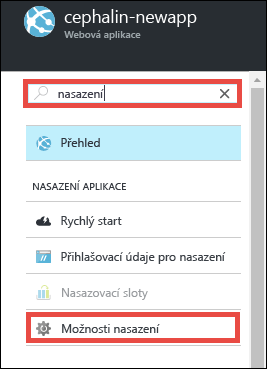 cephalin-newapp
Webová aplikace
nasazení
Přehled
NASAZENÍ APLIKACE
Rychlý start
Přihlašovací údaje pro nasazení
Nasazovací sloty
Možnosti nasazení